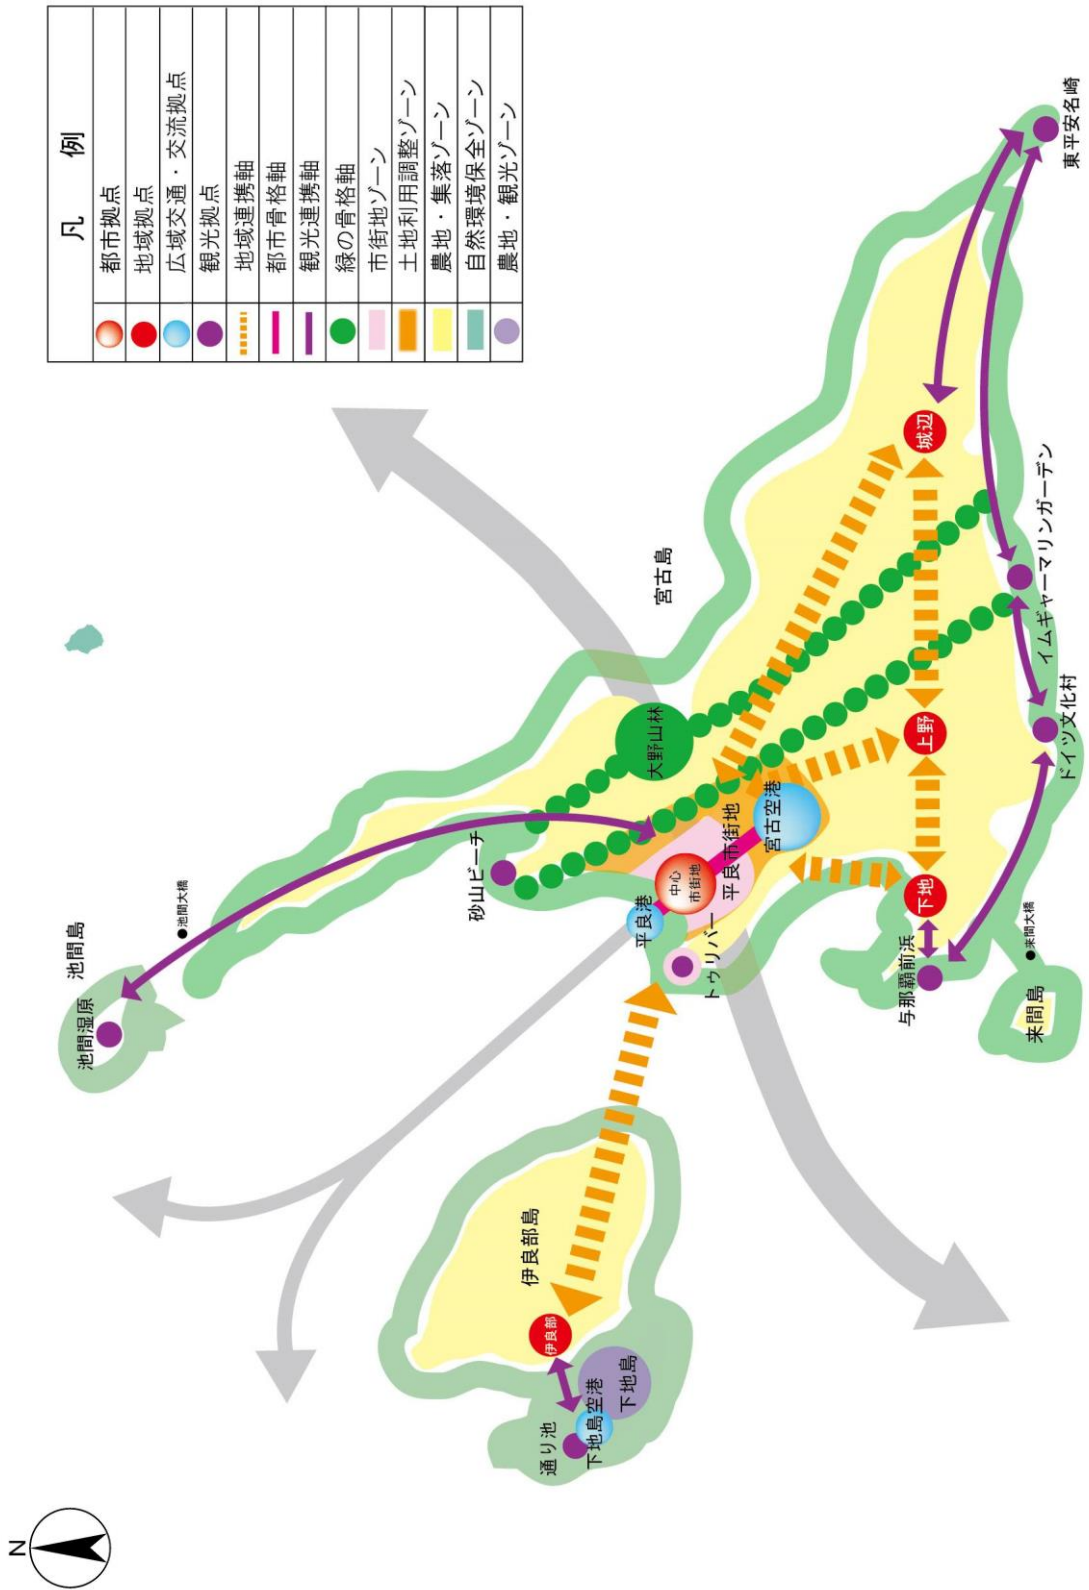 凡例
都市拠点
地域拠点
広域交通・交流拠点
観光拠点
地域連携軸
都市骨格軸
観光連携軸
緑の骨格軸
市街地ゾーン
土地利用調整ゾーン
農地・集落ゾーン
自然環境保全ゾーン
農地・観光ゾーン
N
池間島
池間湿原
●池間大橋
砂山ビーチ
宮古島
大野山林
平良港
中心
市街地
平良市街地
宮古空港
トゥリバー
伊良部島
伊良部
通り池
下地島空港
下地島
城辺
上野
下地
与那覇前浜
●来間大橋
来間島
ドイツ文化村
イムギャーマリンガーデン
東平安名崎